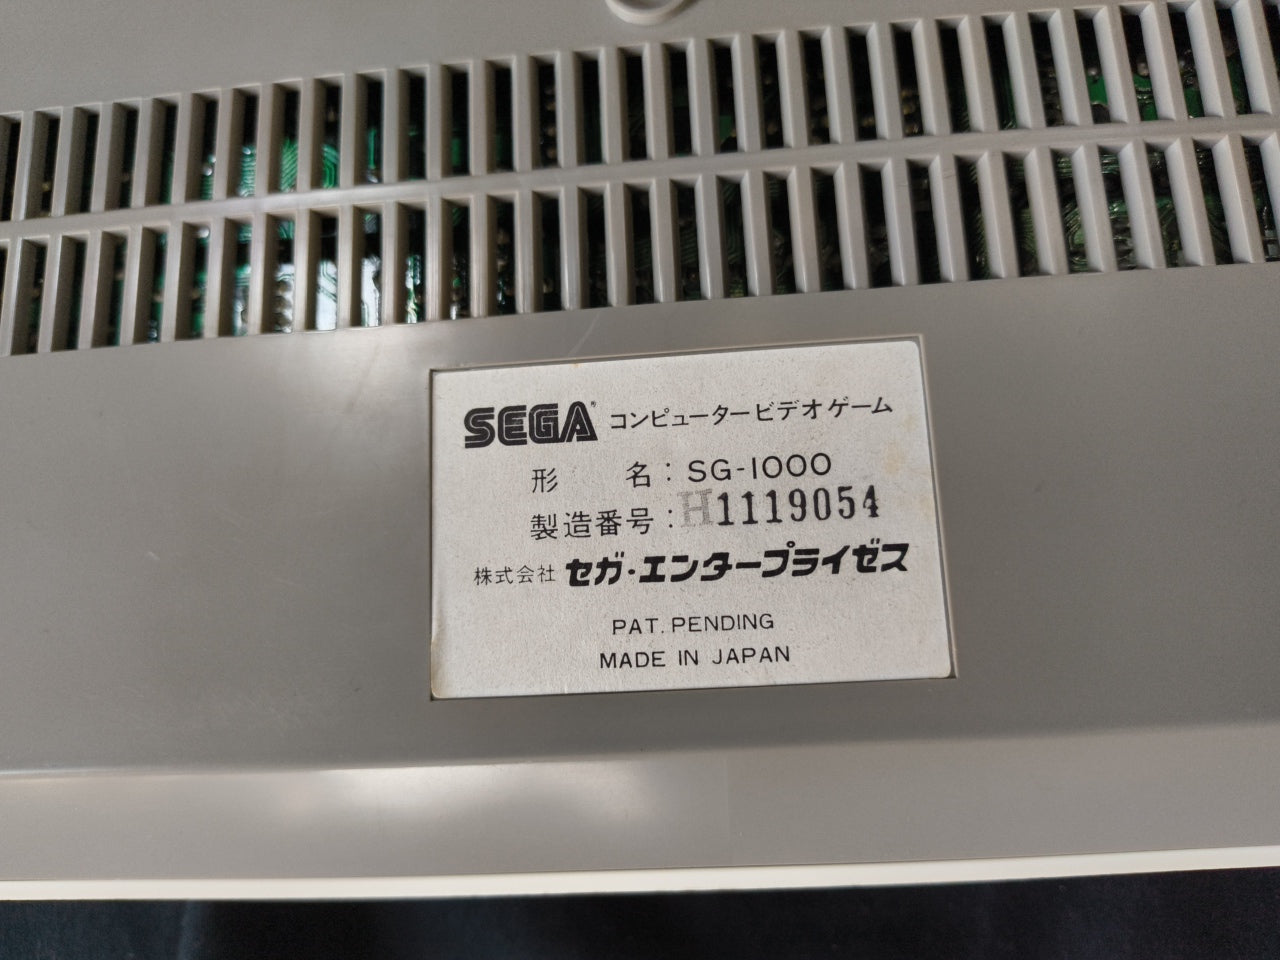 SEGA® コンピュータービデオゲーム
形 名：SG-1000
製造番号：H1119054
株式会社 セガ・エンタープライゼス
PAT. PENDING
MADE IN JAPAN